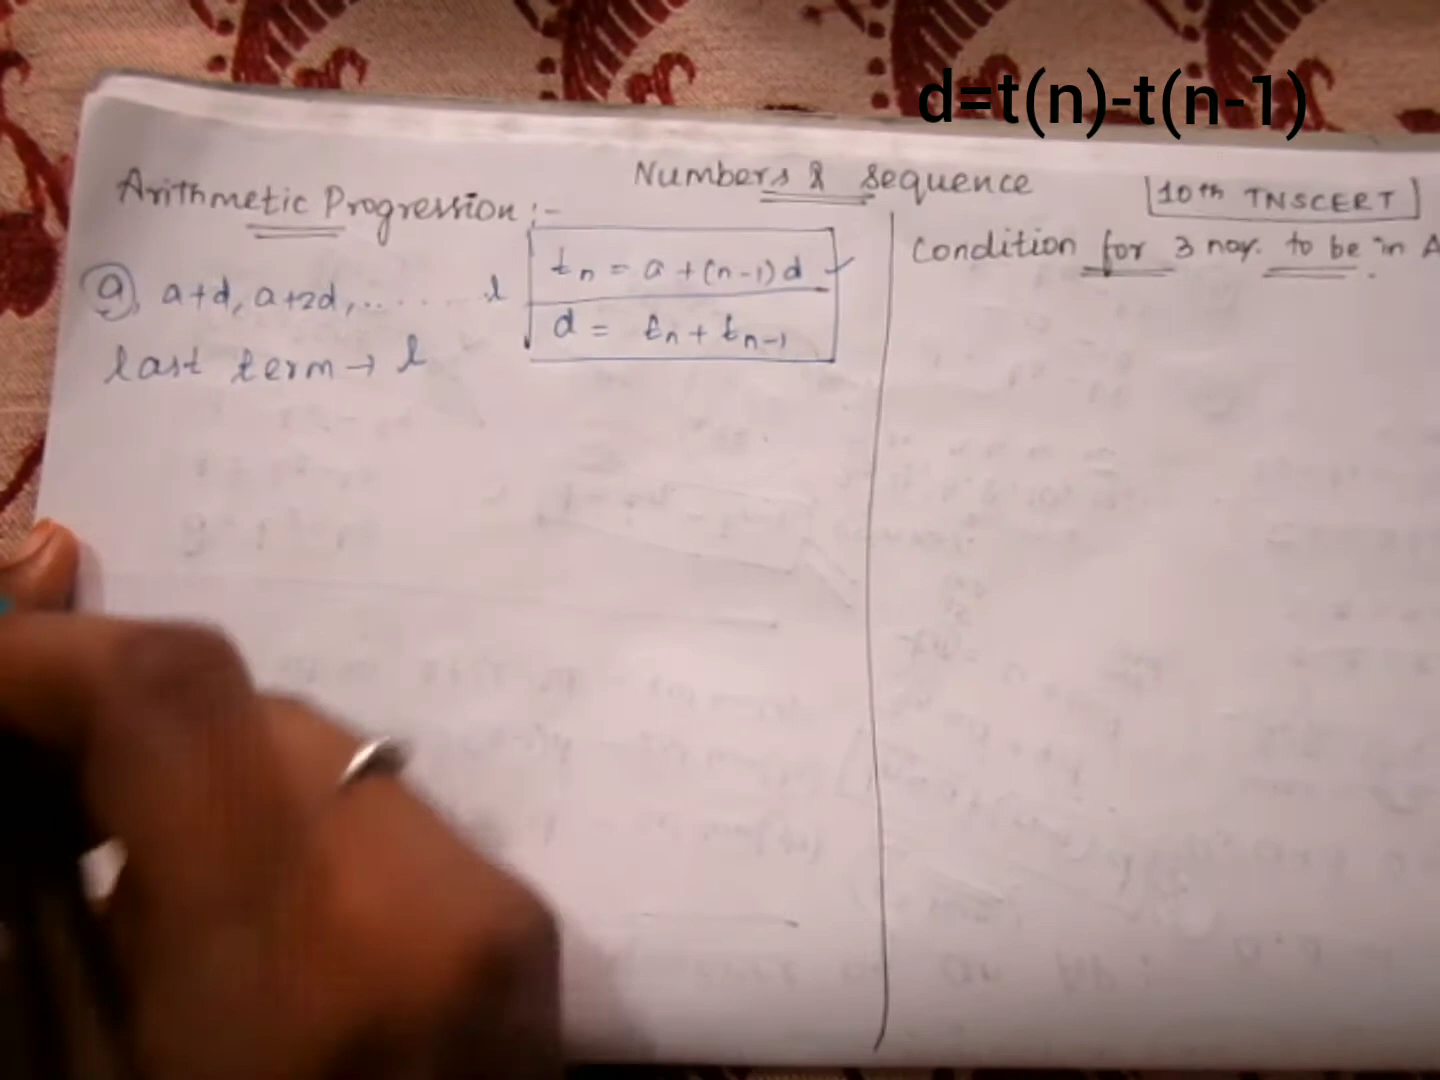 d=t(n)-t(n-1)
Numbers & sequence
10th TNSCERT
Arithmetic Progression :-
a, a+d, a+2d,...... l
last term → l
tn = a + (n-1) d
d = tn + tn-1
Condition for 3 nos. to be in A